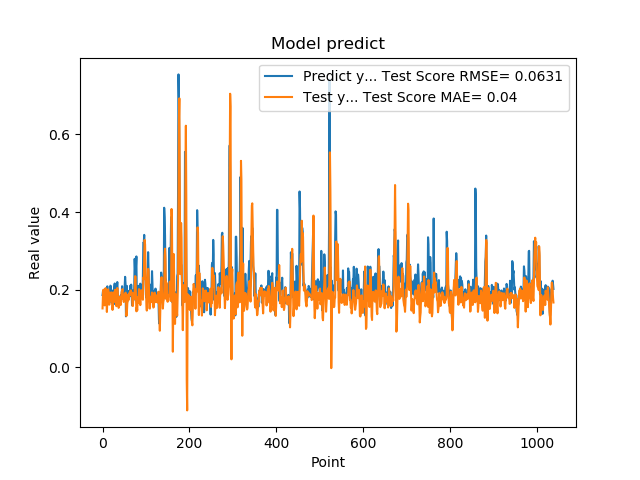 Model predict
Predict y... Test Score RMSE= 0.0631
Test y... Test Score MAE= 0.04
Real value
0.6
0.4
0.2
0.0
0 200 400 600 800 1000
Point